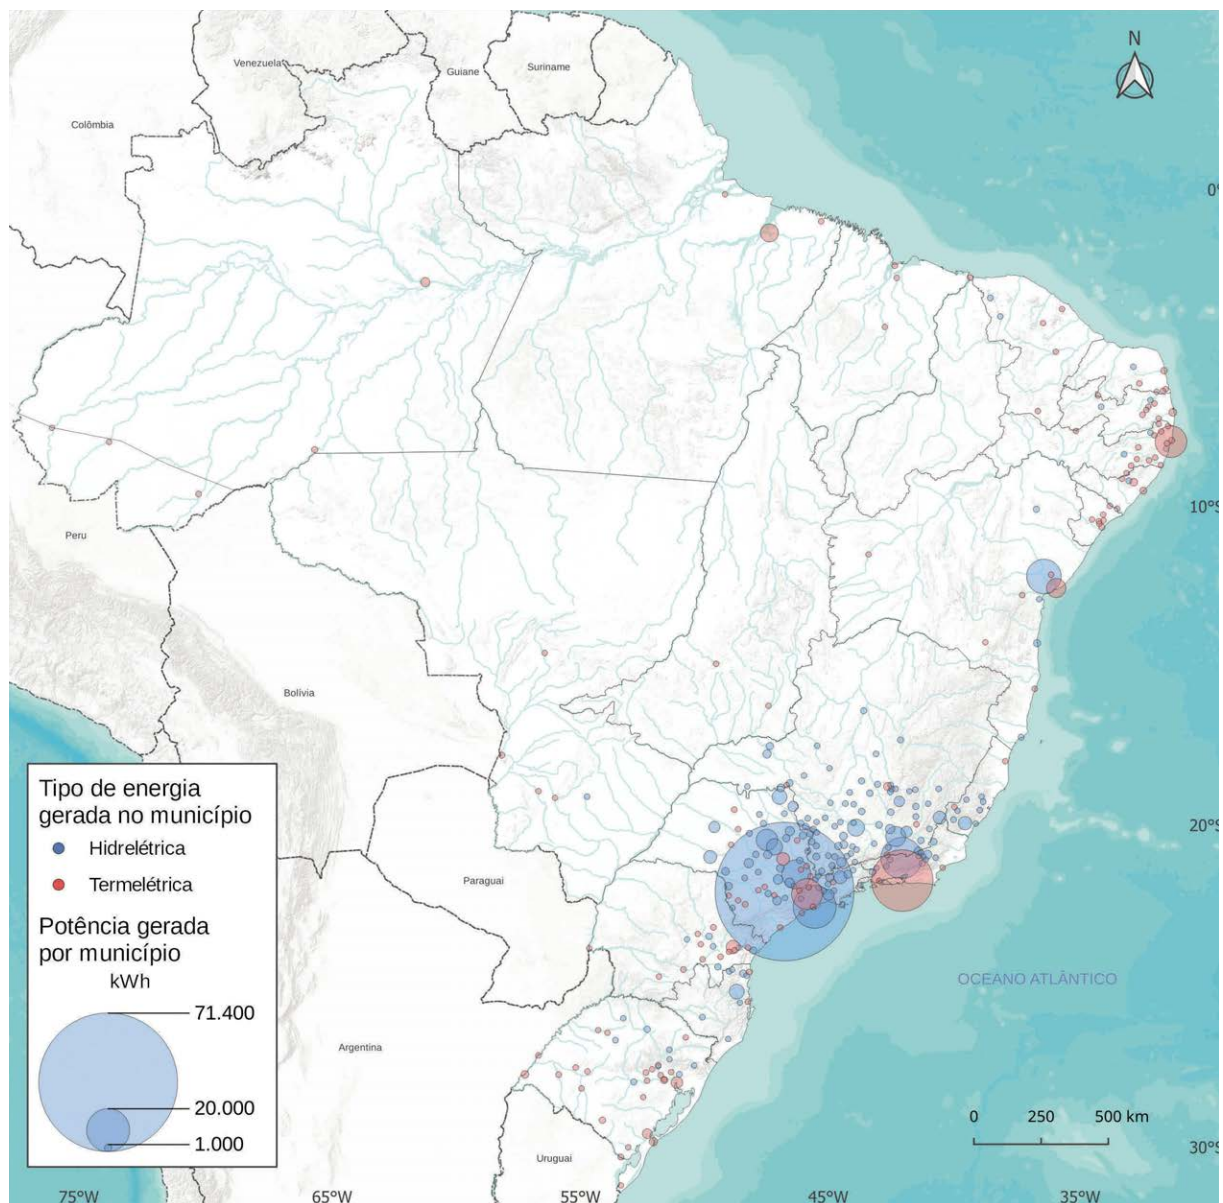 N
Venezuela
Guiane
Suriname
Colômbia
0°
Peru
10°S
Bolívia
Tipo de energia
gerada no município
Hidrelétrica
Termelétrica
Potência gerada
por município
kWh
71.400
20.000
1.000
20°S
Paraguai
OCEANO ATLÂNTICO
Argentina
0 250 500 km
Uruguai
30°S
75°W 65°W 55°W 45°W 35°W